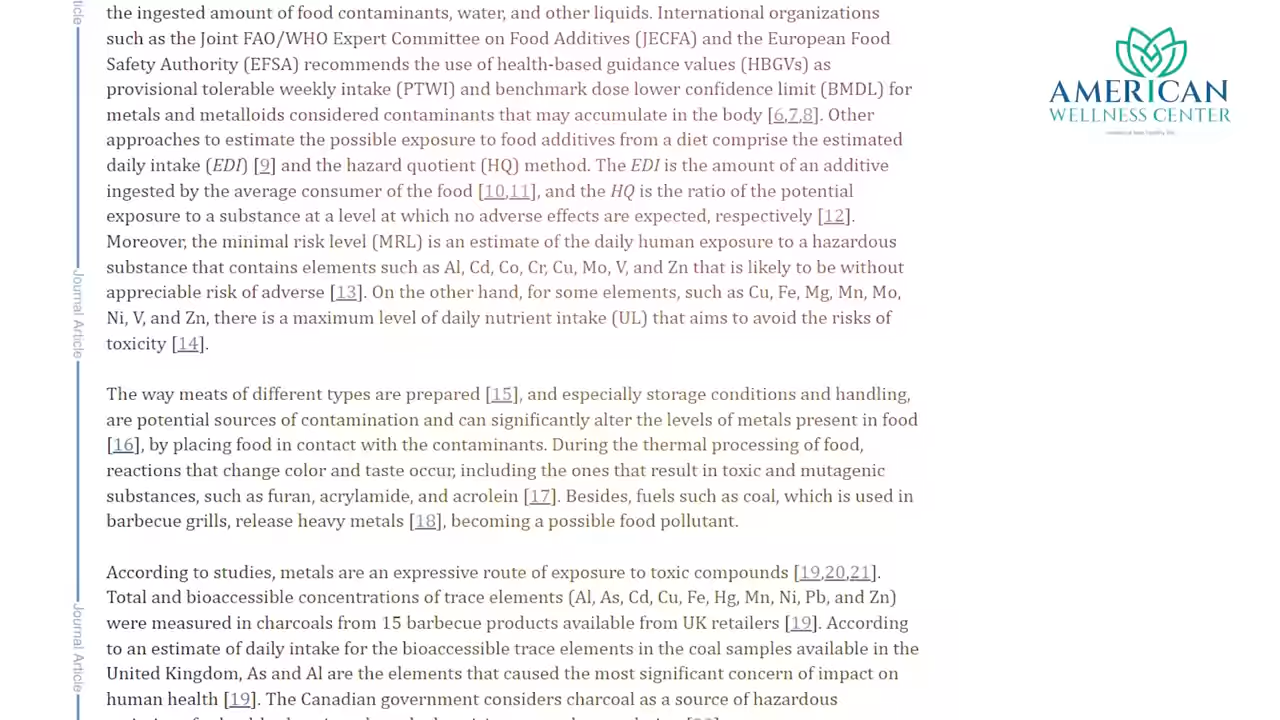 ticle
the ingested amount of food contaminants, water, and other liquids. International organizations
such as the Joint FAO/WHO Expert Committee on Food Additives (JECFA) and the European Food
Safety Authority (EFSA) recommends the use of health-based guidance values (HBGVs) as
provisional tolerable weekly intake (PTWI) and benchmark dose lower confidence limit (BMDL) for
metals and metalloids considered contaminants that may accumulate in the body [6,7,8]. Other
approaches to estimate the possible exposure to food additives from a diet comprise the estimated
daily intake (EDI) [9] and the hazard quotient (HQ) method. The EDI is the amount of an additive
ingested by the average consumer of the food [10,11], and the HQ is the ratio of the potential
exposure to a substance at a level at which no adverse effects are expected, respectively [12].
Moreover, the minimal risk level (MRL) is an estimate of the daily human exposure to a hazardous
substance that contains elements such as Al, Cd, Co, Cr, Cu, Mo, V, and Zn that is likely to be without
appreciable risk of adverse [13]. On the other hand, for some elements, such as Cu, Fe, Mg, Mn, Mo,
Ni, V, and Zn, there is a maximum level of daily nutrient intake (UL) that aims to avoid the risks of
toxicity [14].
Journal Article
The way meats of different types are prepared [15], and especially storage conditions and handling,
are potential sources of contamination and can significantly alter the levels of metals present in food
[16], by placing food in contact with the contaminants. During the thermal processing of food,
reactions that change color and taste occur, including the ones that result in toxic and mutagenic
substances, such as furan, acrylamide, and acrolein [17]. Besides, fuels such as coal, which is used in
barbecue grills, release heavy metals [18], becoming a possible food pollutant.
According to studies, metals are an expressive route of exposure to toxic compounds [19,20,21].
Total and bioaccessible concentrations of trace elements (Al, As, Cd, Cu, Fe, Hg, Mn, Ni, Pb, and Zn)
were measured in charcoals from 15 barbecue products available from UK retailers [19]. According
to an estimate of daily intake for the bioaccessible trace elements in the coal samples available in the
United Kingdom, As and Al are the elements that caused the most significant concern of impact on
human health [19]. The Canadian government considers charcoal as a source of hazardous
Journal Article
AMERICAN
WELLNESS CENTER